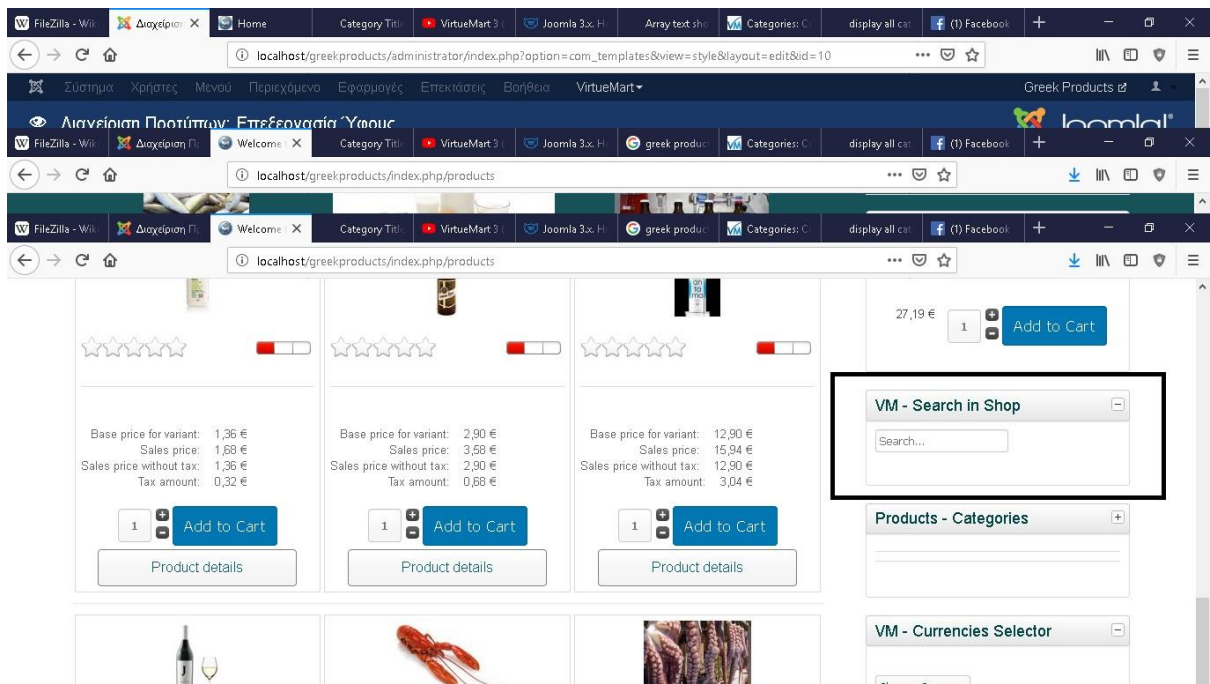 FileZilla - Wik Διαχείριση Home Category Title VirtueMart 3 ( Joomla 3.x. H Array text sho Categories: C display all cat (1) Facebook
localhost/greekproducts/administrator/index.php?option=com_templates&view=style&layout=edit&id=10
Σύστημα Χρήστες Μενού Περιεχόμενο Εφαρμογές Επεκτάσεις Βοήθεια VirtueMart Greek Products
Διαχείριση Προτύπων: Επεξεργασία Ύφους Joomla!
FileZilla - Wik Διαχείριση Π Welcome Category Title VirtueMart 3 ( Joomla 3.x. H greek produc Categories: C display all cat (1) Facebook
localhost/greekproducts/index.php/products
FileZilla - Wik Διαχείριση Π Welcome Category Title VirtueMart 3 ( Joomla 3.x. H greek produc Categories: C display all cat (1) Facebook
localhost/greekproducts/index.php/products
27,19 € 1 Add to Cart
VM - Search in Shop
Search...
Base price for variant: 1,36 € Base price for variant: 2,90 € Base price for variant: 12,90 €
Sales price: 1,68 € Sales price: 3,58 € Sales price: 15,94 €
Sales price without tax: 1,36 € Sales price without tax: 2,90 € Sales price without tax: 12,90 €
Tax amount: 0,32 € Tax amount: 0,68 € Tax amount: 3,04 €
1 Add to Cart 1 Add to Cart 1 Add to Cart
Product details Product details Product details
Products - Categories
VM - Currencies Selector